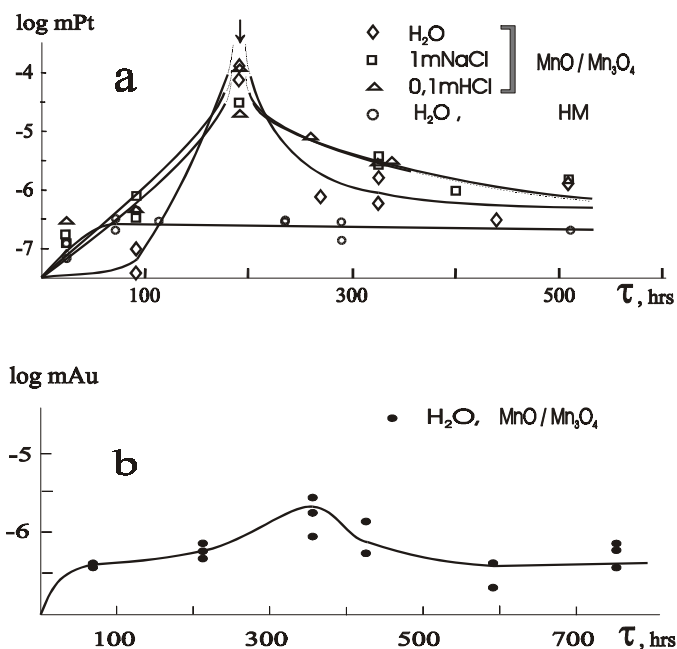 log mPt
a
H₂O
1mNaCl
0,1mHCl
MnO / Mn₃O₄
H₂O , HM
-4
-5
-6
-7
100 300 500 τ , hrs
log mAu
b
H₂O, MnO / Mn₃O₄
-5
-6
100 300 500 700 τ , hrs